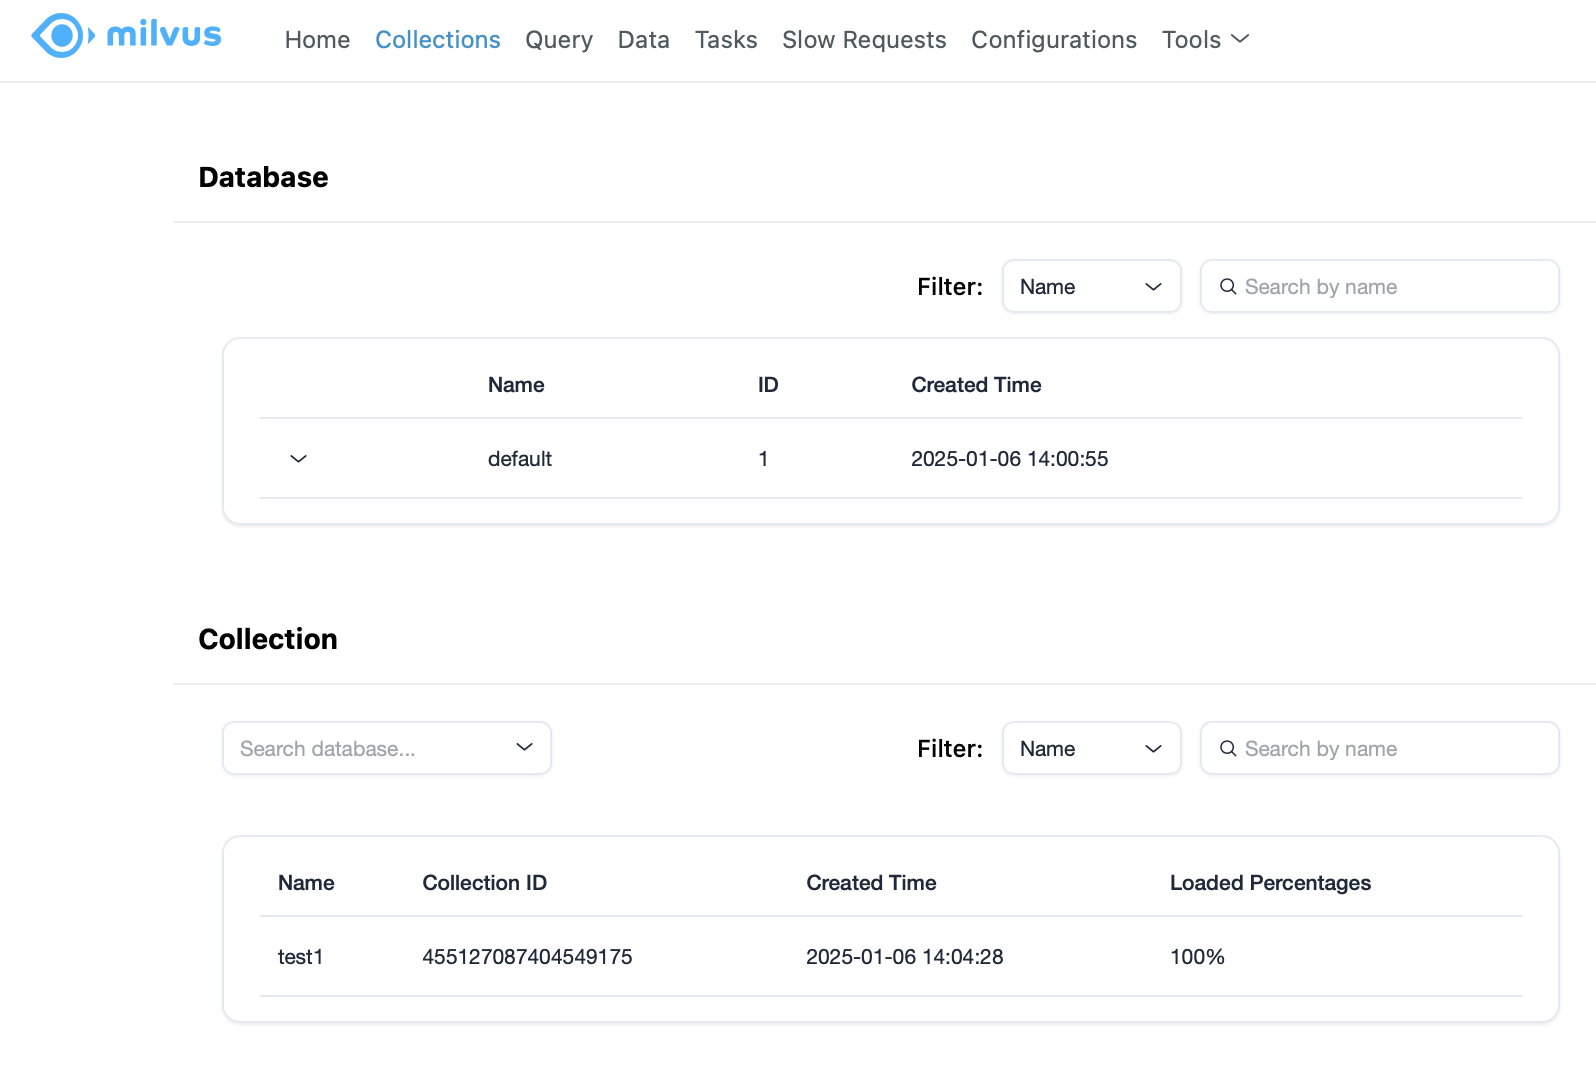 milvus Home Collections Query Data Tasks Slow Requests Configurations Tools
Database
Filter: Name Search by name
Name ID Created Time
default 1 2025-01-06 14:00:55
Collection
Search database... Filter: Name Search by name
Name Collection ID Created Time Loaded Percentages
test1 455127087404549175 2025-01-06 14:04:28 100%